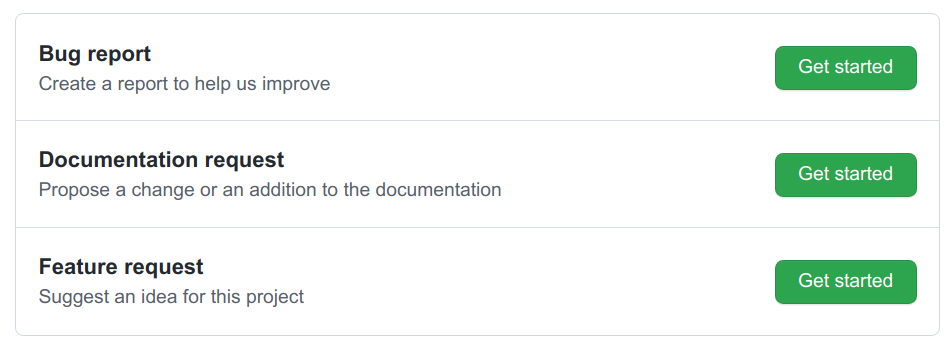 Bug report
Create a report to help us improve
Get started
Documentation request
Propose a change or an addition to the documentation
Get started
Feature request
Suggest an idea for this project
Get started